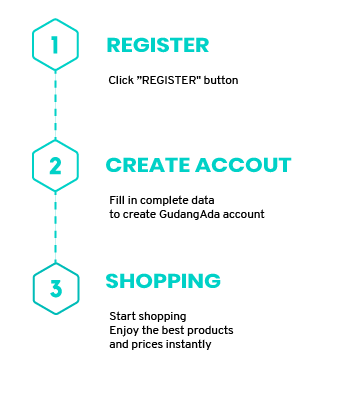 1
REGISTER
Click "REGISTER" button
2
CREATE ACCOUT
Fill in complete data
to create GudangAda account
3
SHOPPING
Start shopping
Enjoy the best products
and prices instantly